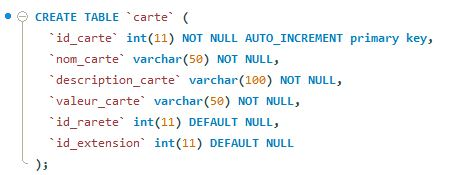 CREATE TABLE `carte` (
`id_carte` int(11) NOT NULL AUTO_INCREMENT primary key,
`nom_carte` varchar(50) NOT NULL,
`description_carte` varchar(100) NOT NULL,
`valeur_carte` varchar(50) NOT NULL,
`id_rarete` int(11) DEFAULT NULL,
`id_extension` int(11) DEFAULT NULL
);